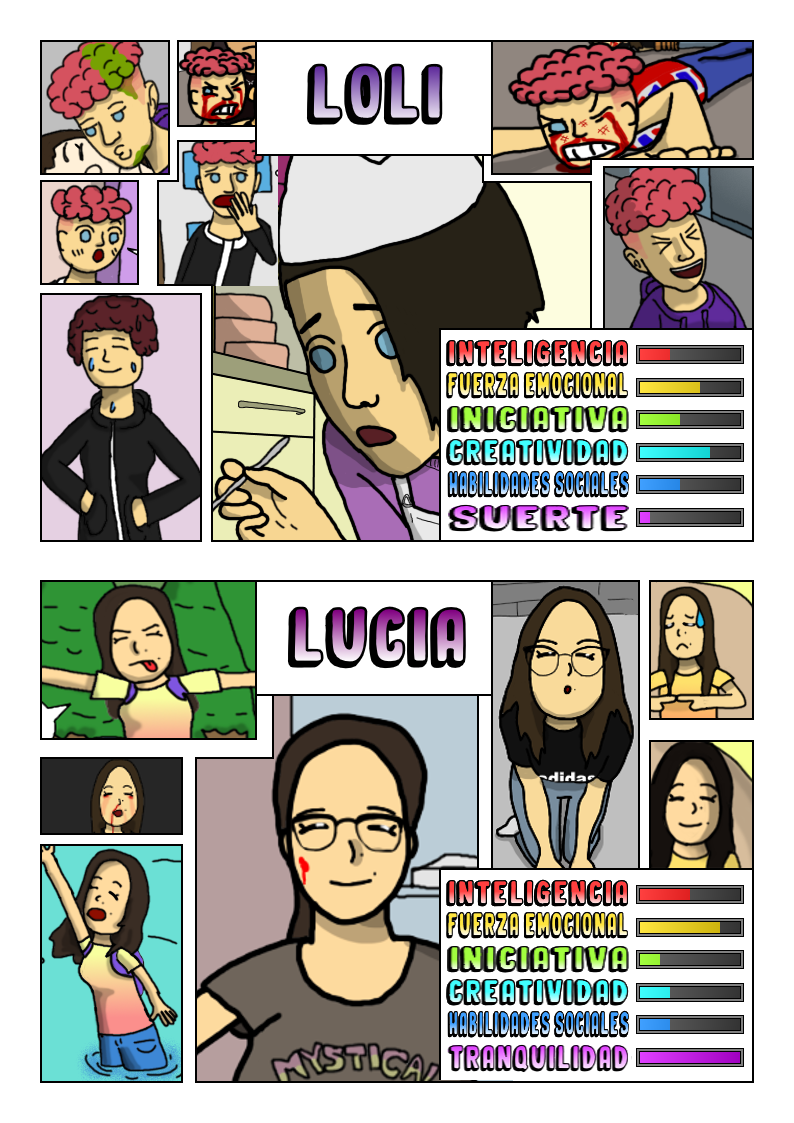 LOLI
INTELIGENCIA
FUERZA EMOCIONAL
INICIATIVA
CREATIVIDAD
HABILIDADES SOCIALES
SUERTE
LUCIA
adidas
MYSTICAL
INTELIGENCIA
FUERZA EMOCIONAL
INICIATIVA
CREATIVIDAD
HABILIDADES SOCIALES
TRANQUILIDAD